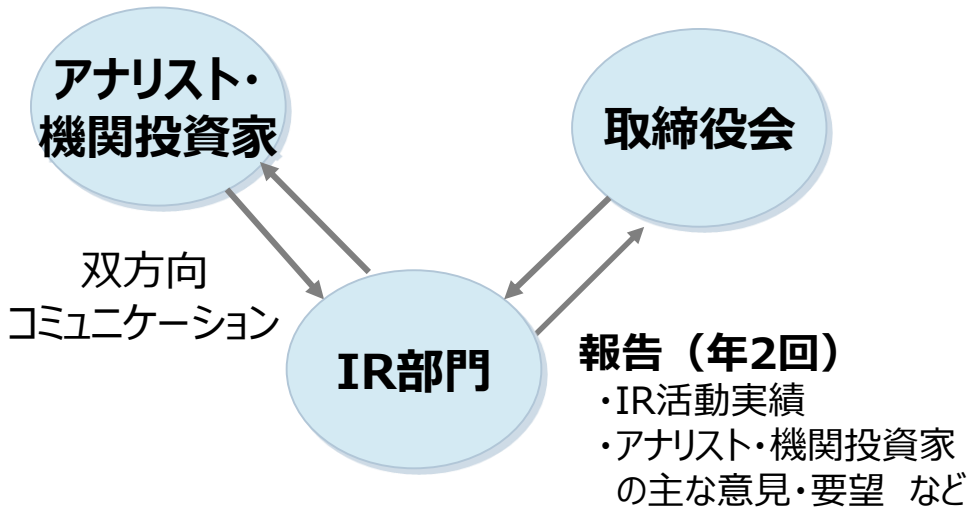 アナリスト・
機関投資家
取締役会
双方向
コミュニケーション
IR部門
報告（年2回）
・IR活動実績
・アナリスト・機関投資家
の主な意見・要望　など